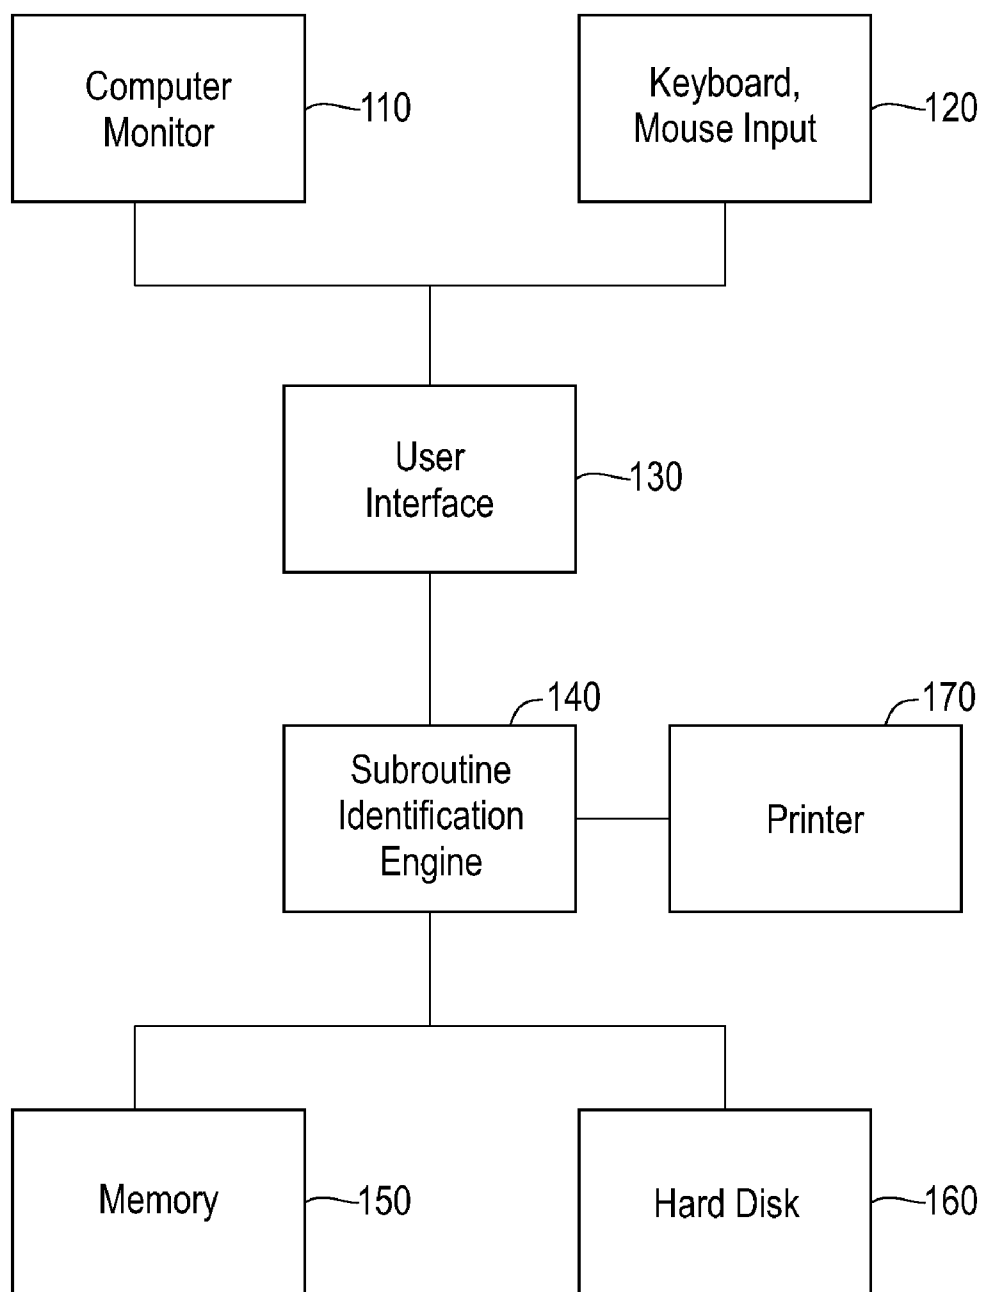 Computer
Monitor
110
Keyboard,
Mouse Input
120
User
Interface
130
140
Subroutine
Identification
Engine
170
Printer
Memory
150
Hard Disk
160